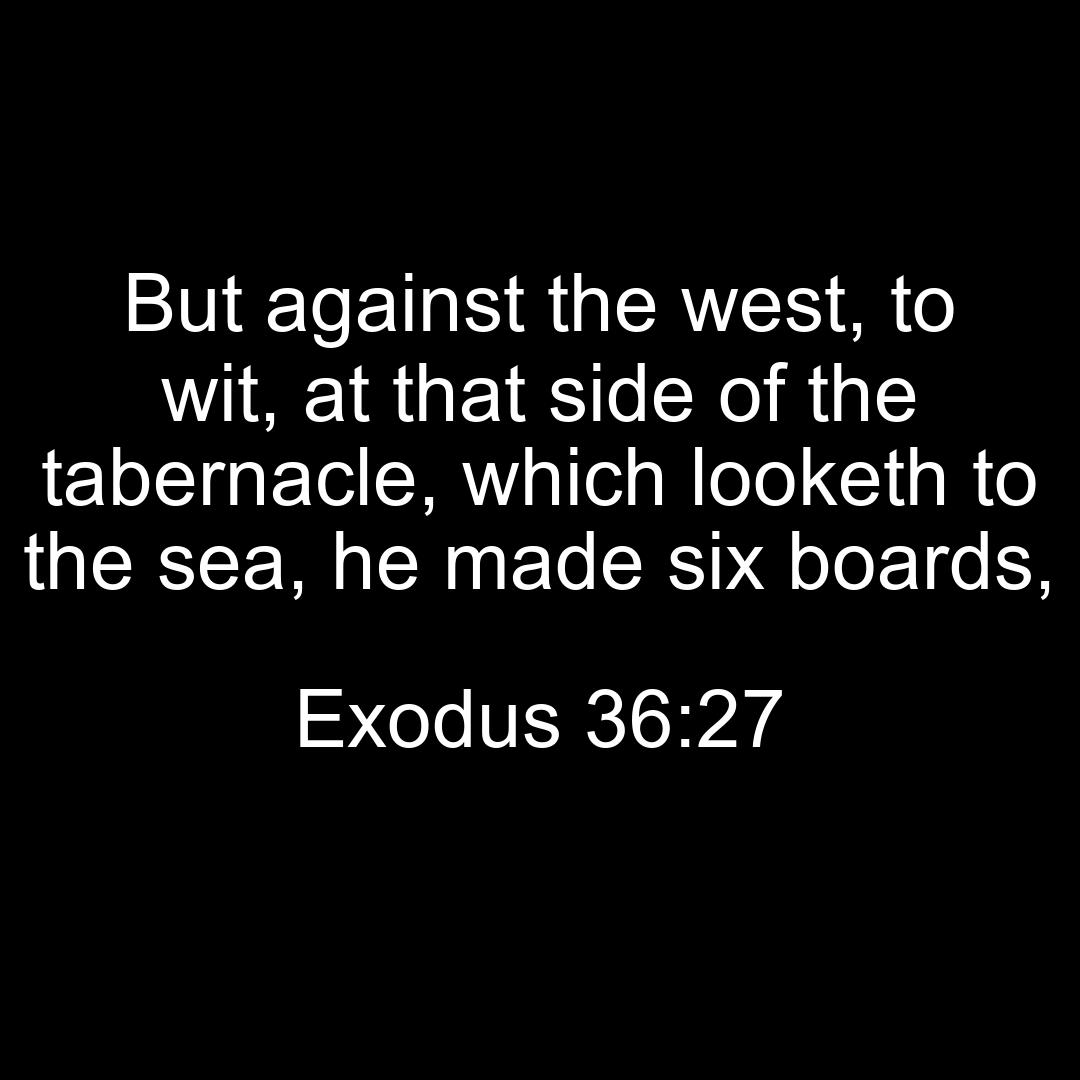 But against the west, to
wit, at that side of the
tabernacle, which looketh to
the sea, he made six boards,
Exodus 36:27